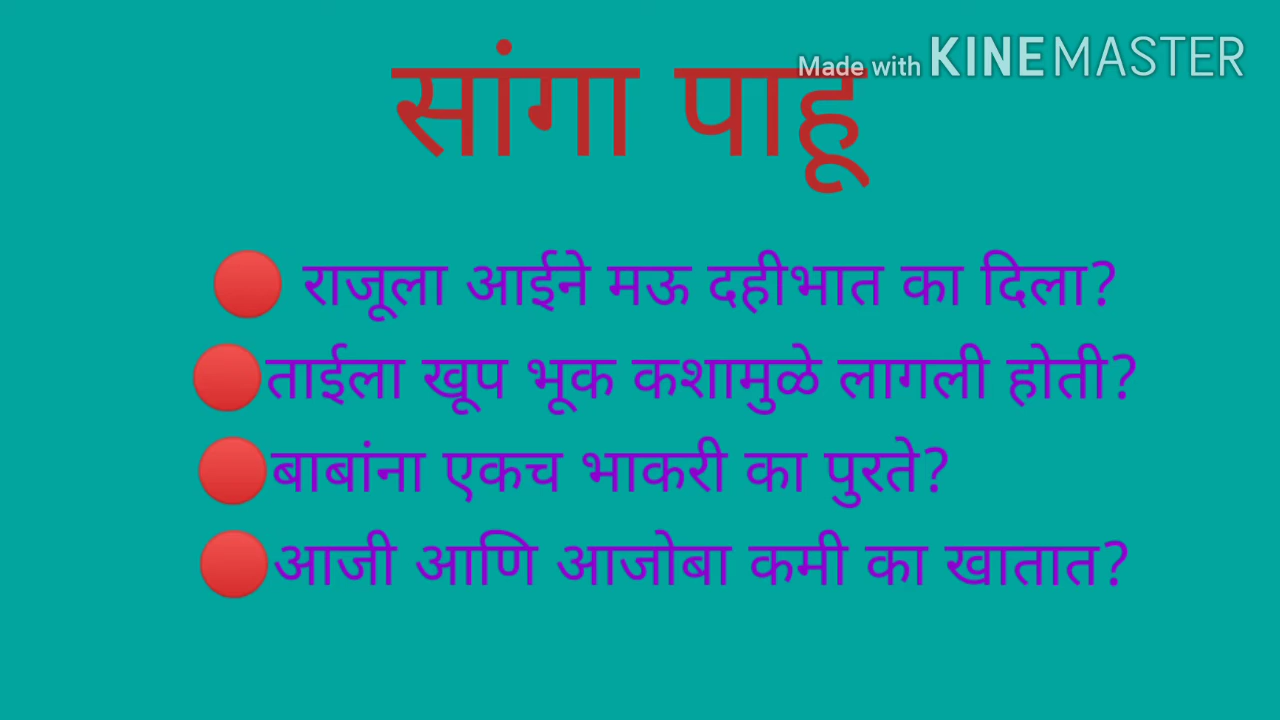 Made with KINEMASTER
सांगा पाहू
राजूला आईने मऊ दहीभात का दिला?
ताईला खूप भूक कशामुळे लागली होती?
बाबांना एकच भाकरी का पुरते?
आजी आणि आजोबा कमी का खातात?